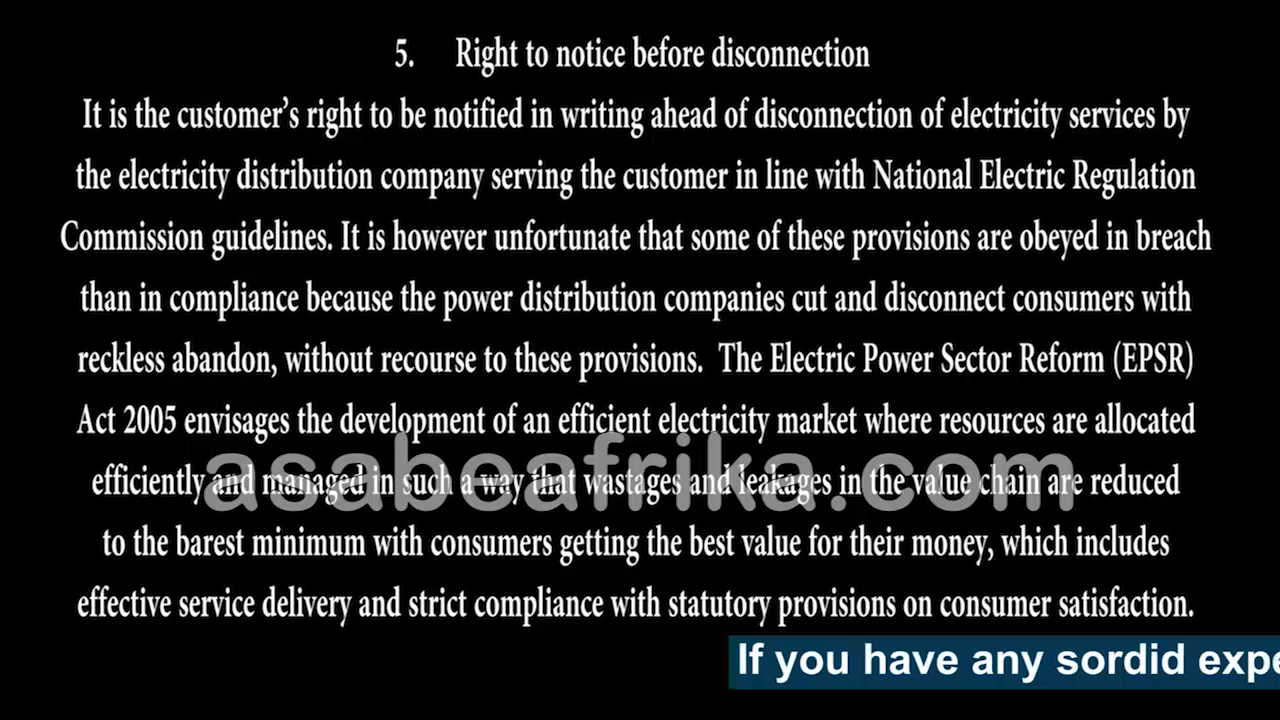 5. Right to notice before disconnection
It is the customer's right to be notified in writing ahead of disconnection of electricity services by
the electricity distribution company serving the customer in line with National Electric Regulation
Commission guidelines. It is however unfortunate that some of these provisions are obeyed in breach
than in compliance because the power distribution companies cut and disconnect consumers with
reckless abandon, without recourse to these provisions. The Electric Power Sector Reform (EPSR)
Act 2005 envisages the development of an efficient electricity market where resources are allocated
efficiently and managed in such a way that wastages and leakages in the value chain are reduced
asabeafrika.com
to the barest minimum with consumers getting the best value for their money, which includes
effective service delivery and strict compliance with statutory provisions on consumer satisfaction.
If you have any sordid expe